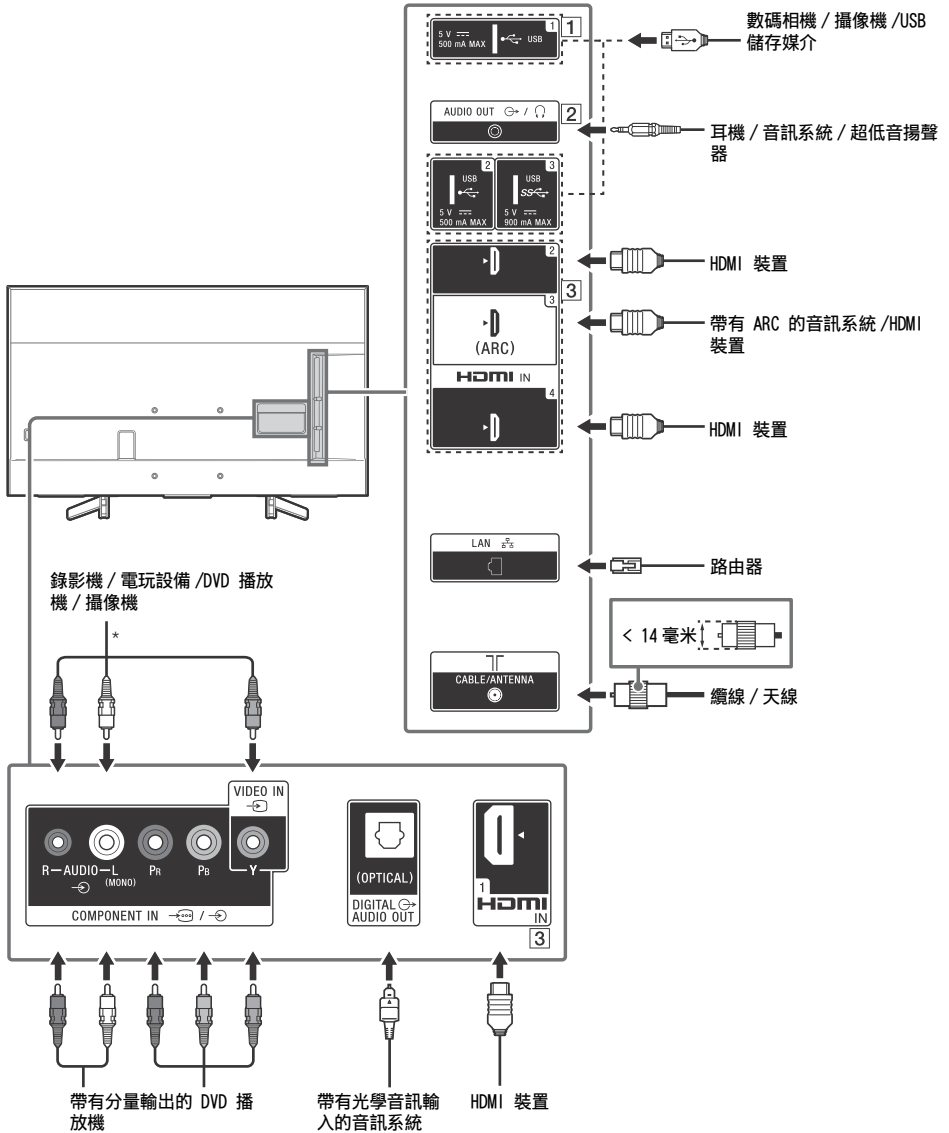 5 V
500 mA MAX
USB
1
1
數碼相機 / 攝像機 /USB
儲存媒介
AUDIO OUT /
2
耳機 / 音訊系統 / 超低音揚聲
器
2
USB
5 V
500 mA MAX
3
USB
SS
5 V
900 mA MAX
2
HDMI 裝置
3
3
(ARC)
帶有 ARC 的音訊系統 /HDMI
裝置
HDMI IN
4
HDMI 裝置
LAN
路由器
< 14 毫米
CABLE/ANTENNA
纜線 / 天線
錄影機 / 電玩設備 /DVD 播放
機 / 攝像機
*
VIDEO IN
R—AUDIO—L
(MONO)
PR
PB
Y
COMPONENT IN /
(OPTICAL)
DIGITAL
AUDIO OUT
1
HDMI
IN
3
帶有分量輸出的 DVD 播
放機
帶有光學音訊輸
入的音訊系統
HDMI 裝置